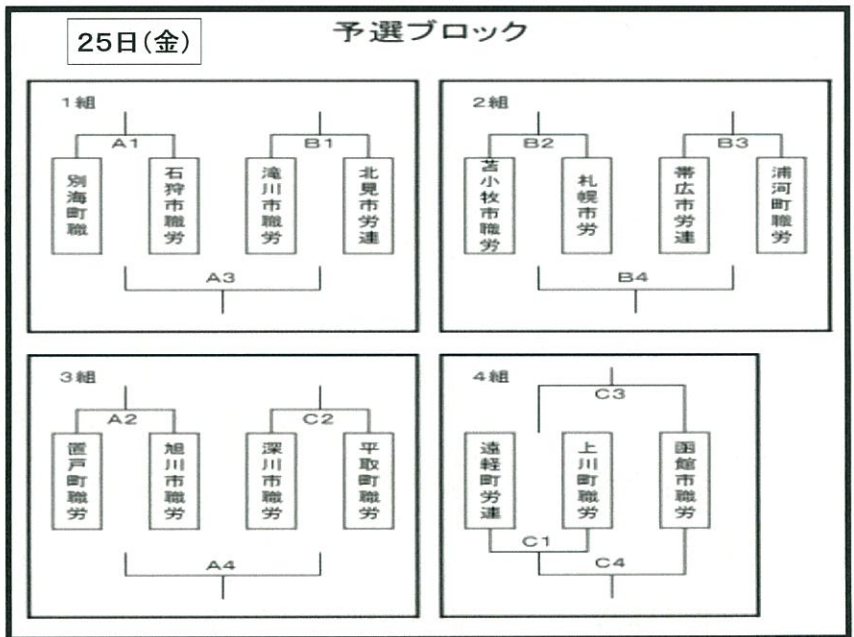 25日(金)
予選ブロック
1組
A1
B1
別海町職
石狩市職労
滝川市職労
北見市労連
A3
2組
B2
B3
苫小牧市職労
札幌市労
帯広市労連
浦河町職労
B4
3組
A2
C2
置戸町職労
旭川市職労
深川市職労
平取町職労
A4
4組
C3
遠軽町労連
上川町職労
函館市職労
C1
C4